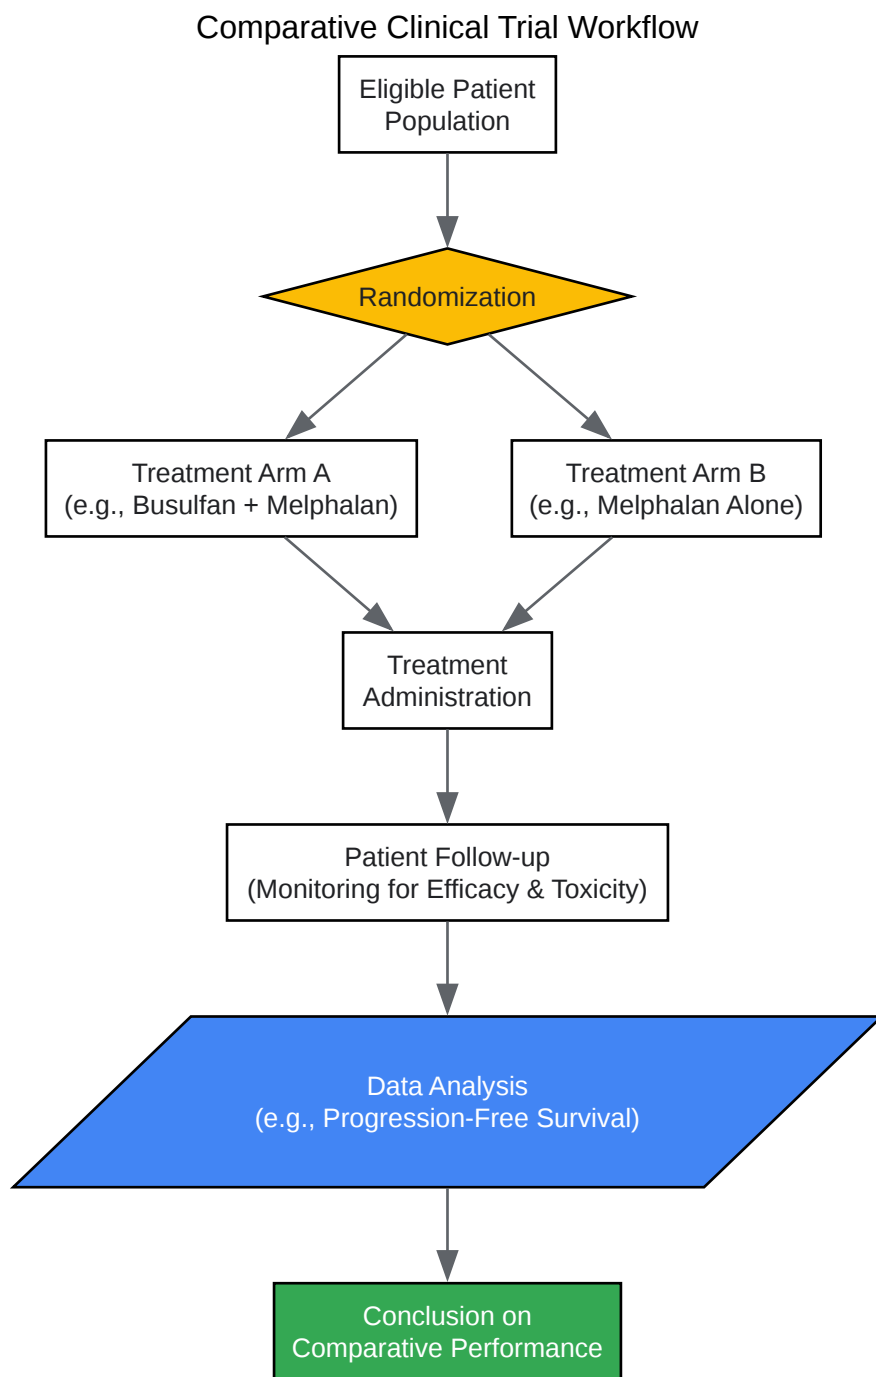 Comparative Clinical Trial Workflow
Eligible Patient
Population
Randomization
Treatment Arm A
(e.g., Busulfan + Melphalan)
Treatment Arm B
(e.g., Melphalan Alone)
Treatment
Administration
Patient Follow-up
(Monitoring for Efficacy & Toxicity)
Data Analysis
(e.g., Progression-Free Survival)
Conclusion on
Comparative Performance